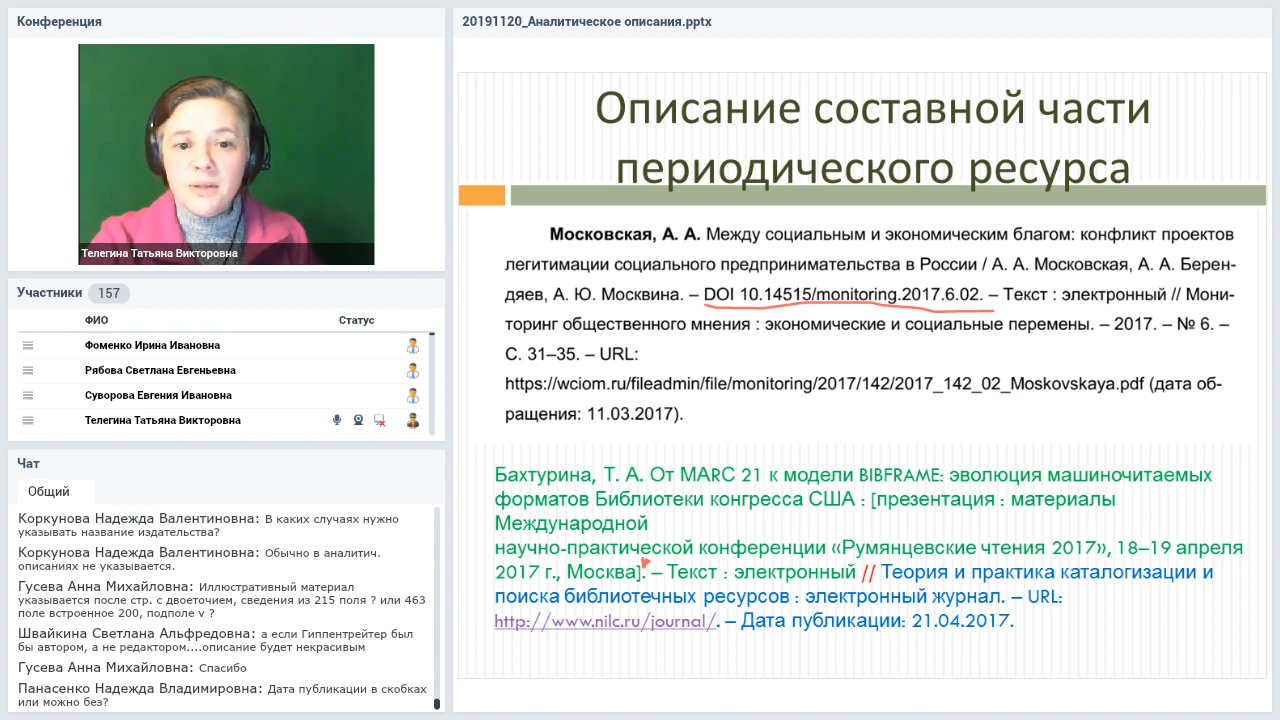 Конференция
Телегина Татьяна Викторовна
Участники 157
ФИО Статус
Фоменко Ирина Ивановна
Рябова Светлана Евгеньевна
Суворова Евгения Ивановна
Телегина Татьяна Викторовна
Чат
Общий
Коркунова Надежда Валентиновна: В каких случаях нужно
указывать название издательства?
Коркунова Надежда Валентиновна: Обычно в аналитич.
описаниях не указывается.
Гусева Анна Михайловна: Иллюстративный материал
указывается после стр. с двоеточием, сведения из 215 поля ? или 463
поле встроенное 200, подполе v ?
Швайкина Светлана Альфредовна: а если Гиппентрейтер был
бы автором, а не редактором....описание будет некрасивым
Гусева Анна Михайловна: Спасибо
Панасенко Надежда Владимировна: Дата публикации в скобках
или можно без?
20191120_Аналитическое описания.pptx
Описание составной части
периодического ресурса
Московская, А. А. Между социальным и экономическим благом: конфликт проектов
легитимации социального предпринимательства в России / А. А. Московская, А. А. Берен-
дяев, А. Ю. Москвина. – DOI 10.14515/monitoring.2017.6.02. – Текст : электронный // Мони-
торинг общественного мнения : экономические и социальные перемены. – 2017. – № 6. –
С. 31–35. – URL:
https://wciom.ru/fileadmin/file/monitoring/2017/142/2017_142_02_Moskovskaya.pdf (дата об-
ращения: 11.03.2017).
Бахтурина, Т. А. От MARC 21 к модели BIBFRAME: эволюция машиночитаемых
форматов Библиотеки конгресса США : [презентация : материалы
Международной
научно-практической конференции «Румянцевские чтения 2017», 18–19 апреля
2017 г., Москва]. – Текст : электронный // Теория и практика каталогизации и
поиска библиотечных ресурсов : электронный журнал. – URL:
http://www.nilc.ru/journal/. – Дата публикации: 21.04.2017.